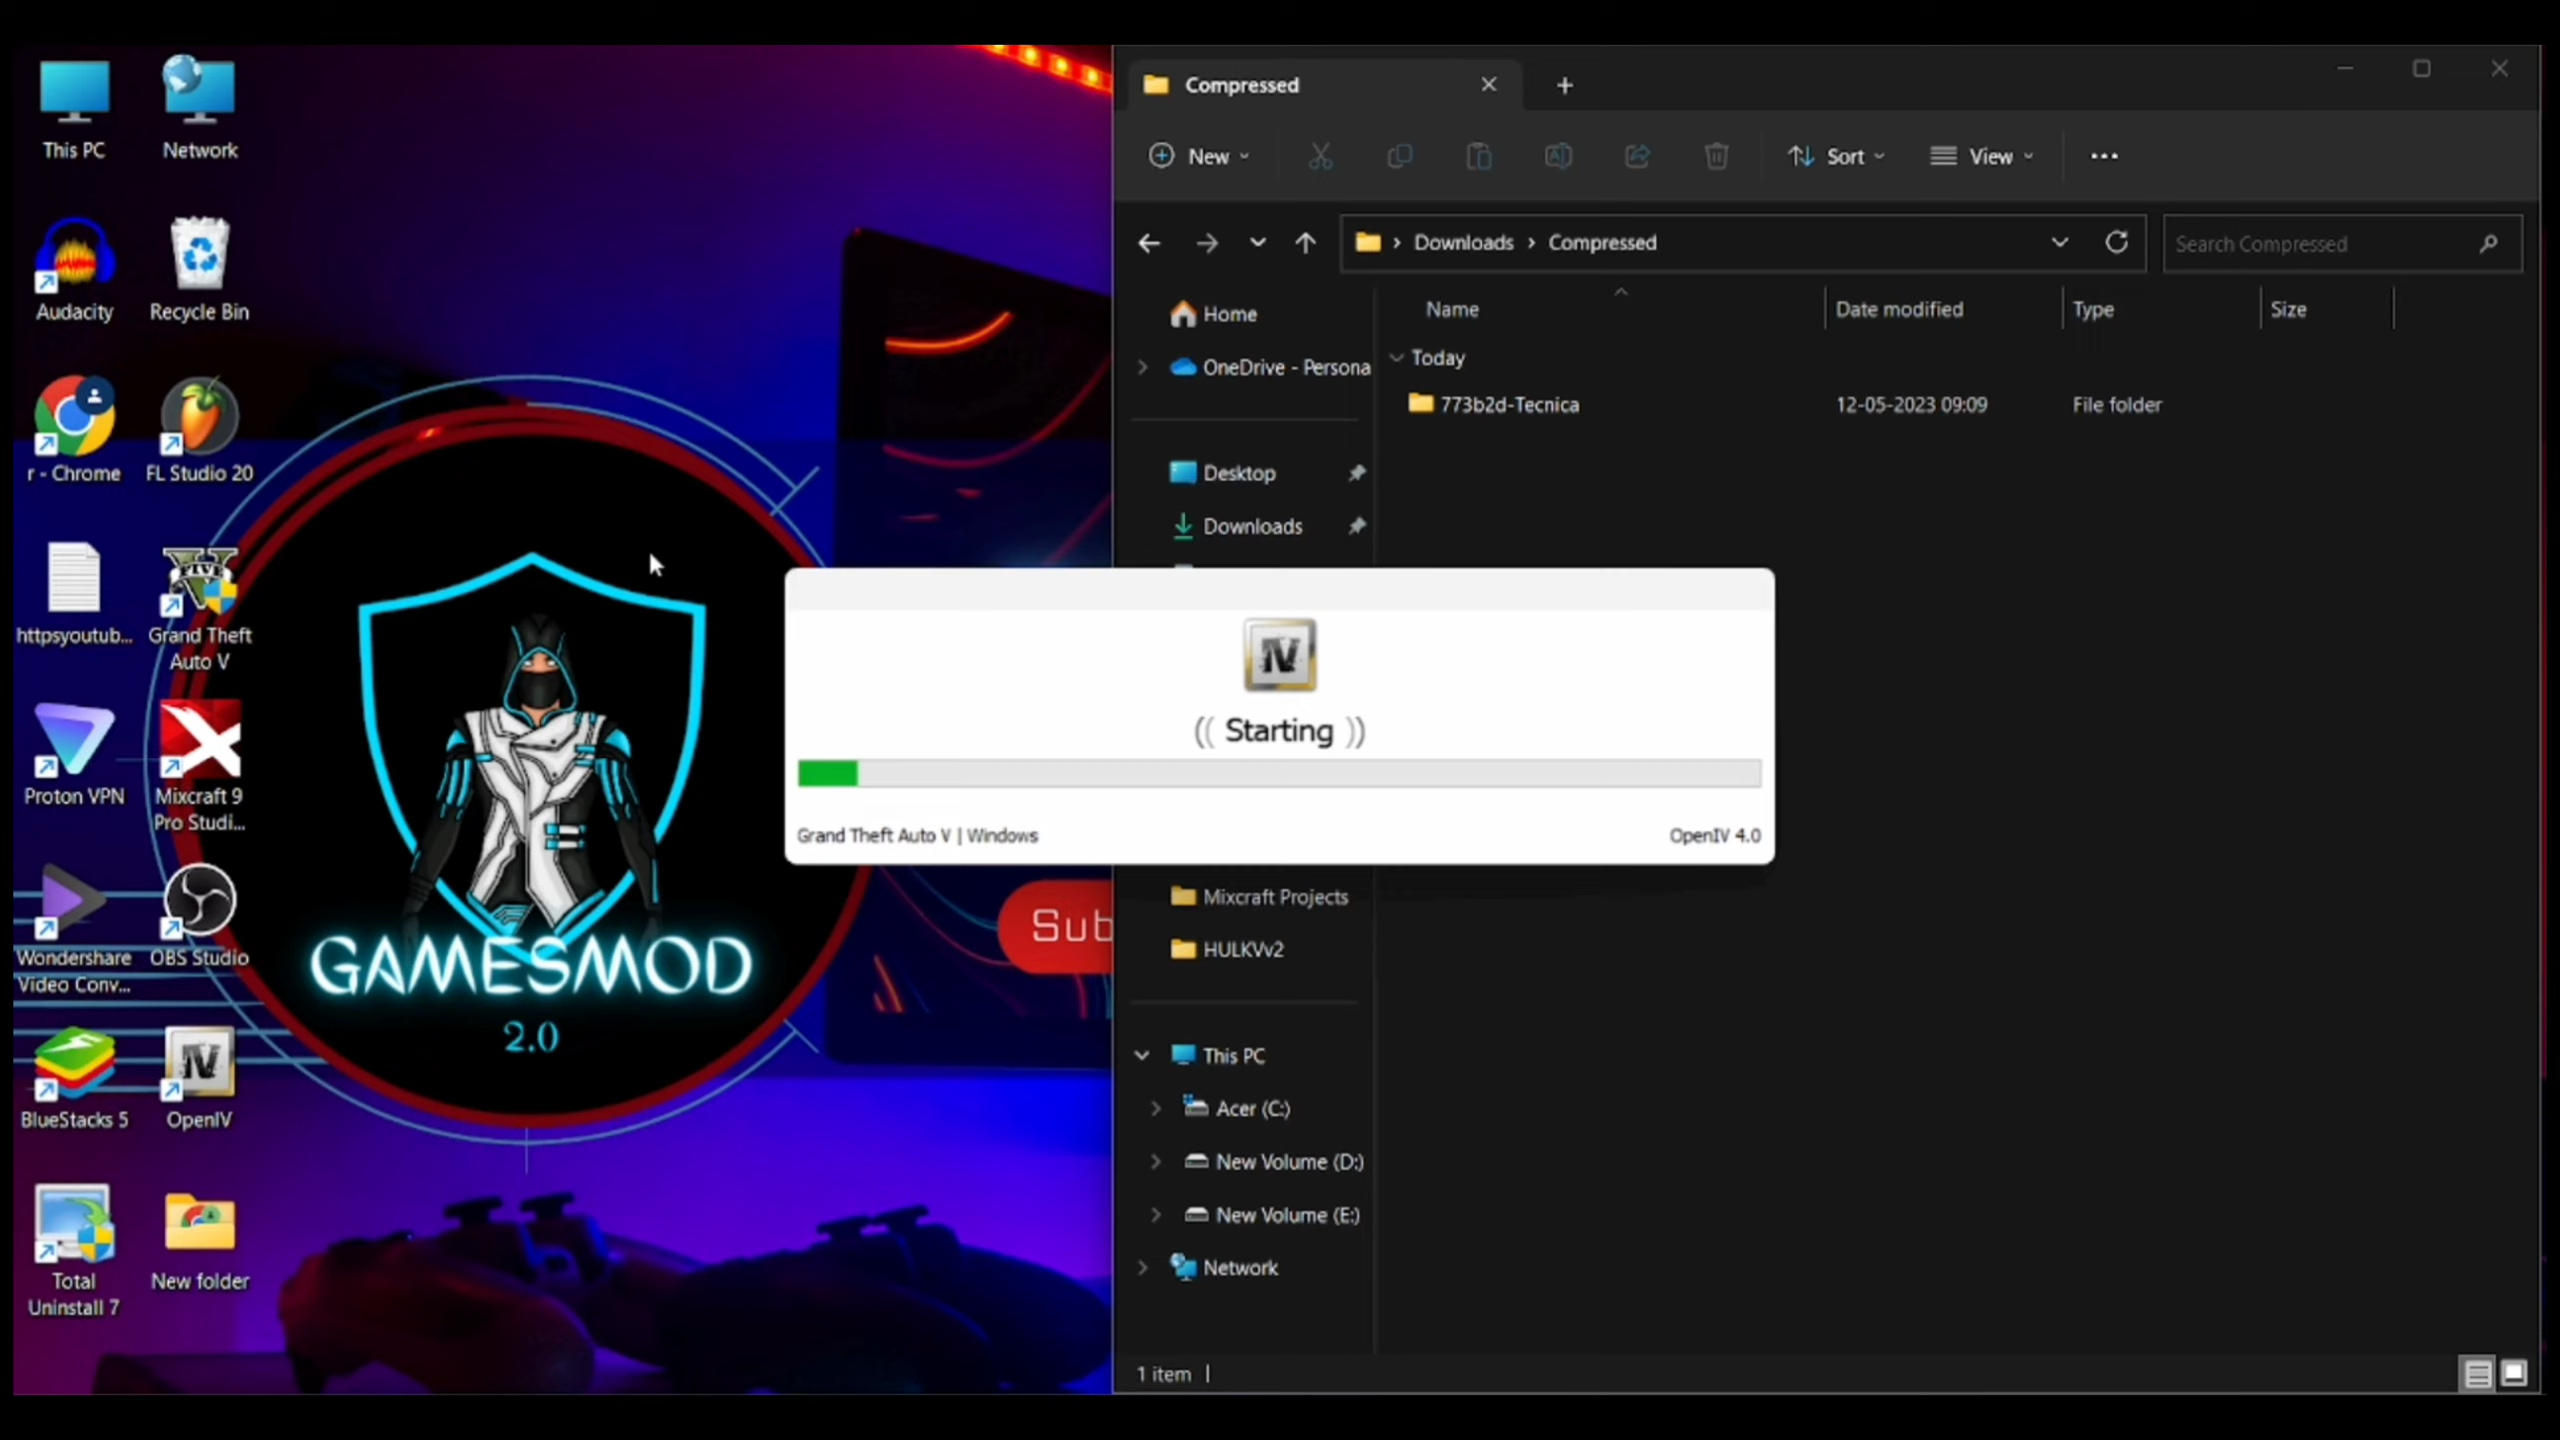 This PC
Network
Audacity
Recycle Bin
r - Chrome
FL Studio 20
httpsyoutub...
Grand Theft
Auto V
Proton VPN
Mixcraft 9
Pro Studi...
Wondershare
Video Conv...
OBS Studio
BlueStacks 5
OpenIV
Total
Uninstall 7
New folder
FIVE
GAMESMOD
2.0
Sub
Compressed
New
Sort
View
Downloads
Compressed
Search Compressed
Home
OneDrive - Persona
Desktop
Downloads
Mixcraft Projects
HULKVv2
This PC
Acer (C:)
New Volume (D:)
New Volume (E:)
Network
Name
Date modified
Type
Size
Today
773b2d-Tecnica
12-05-2023 09:09
File folder
IV
(( Starting ))
Grand Theft Auto V | Windows
OpenIV 4.0
1 item